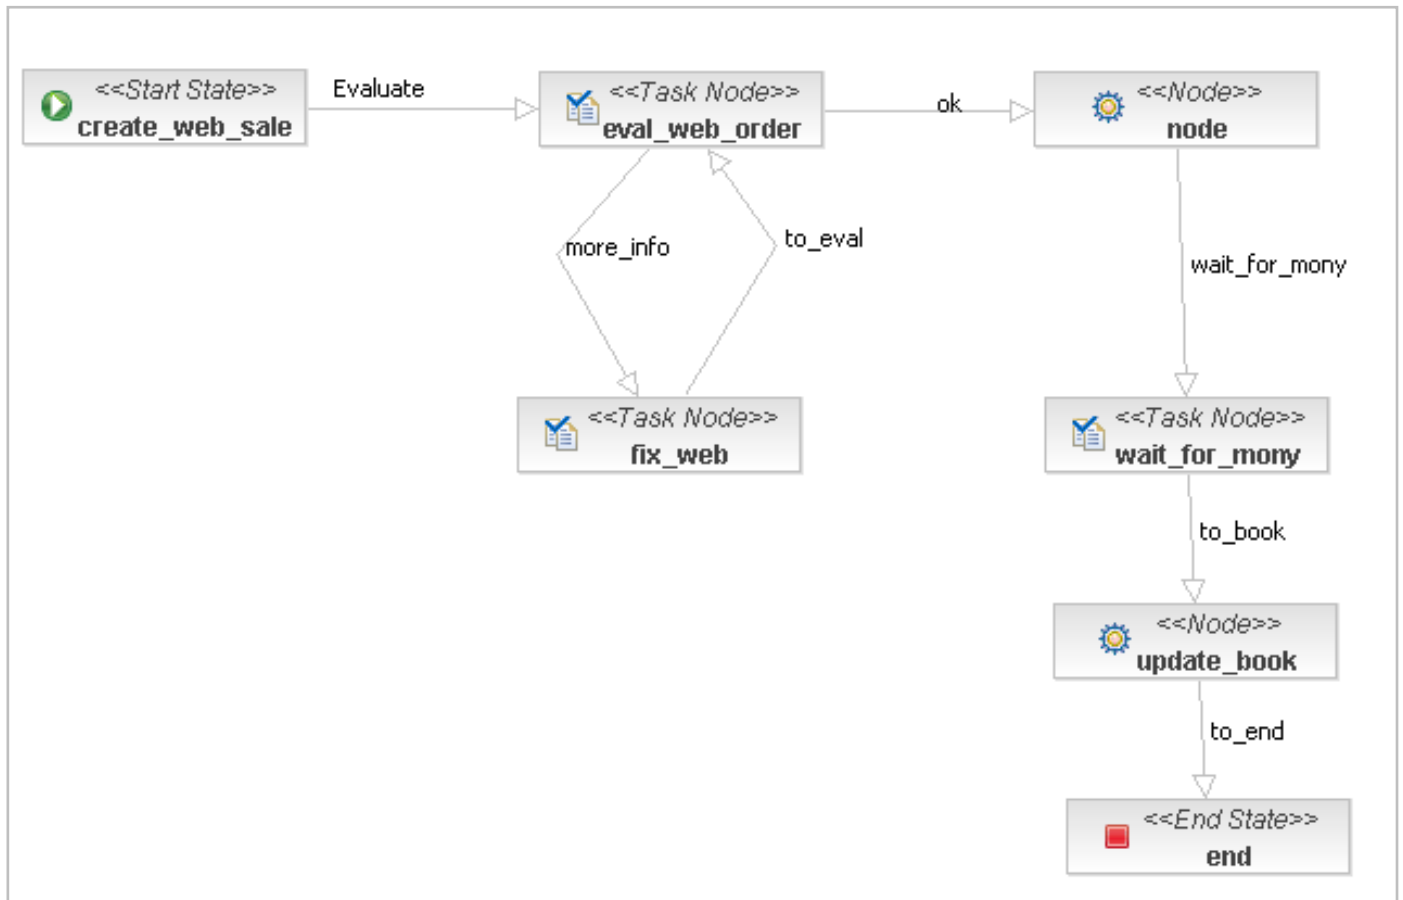 <<Start State>>
create_web_sale
Evaluate
<<Task Node>>
eval_web_order
ok
<<Node>>
node
more_info
to_eval
wait_for_mony
<<Task Node>>
fix_web
<<Task Node>>
wait_for_mony
to_book
<<Node>>
update_book
to_end
<<End State>>
end